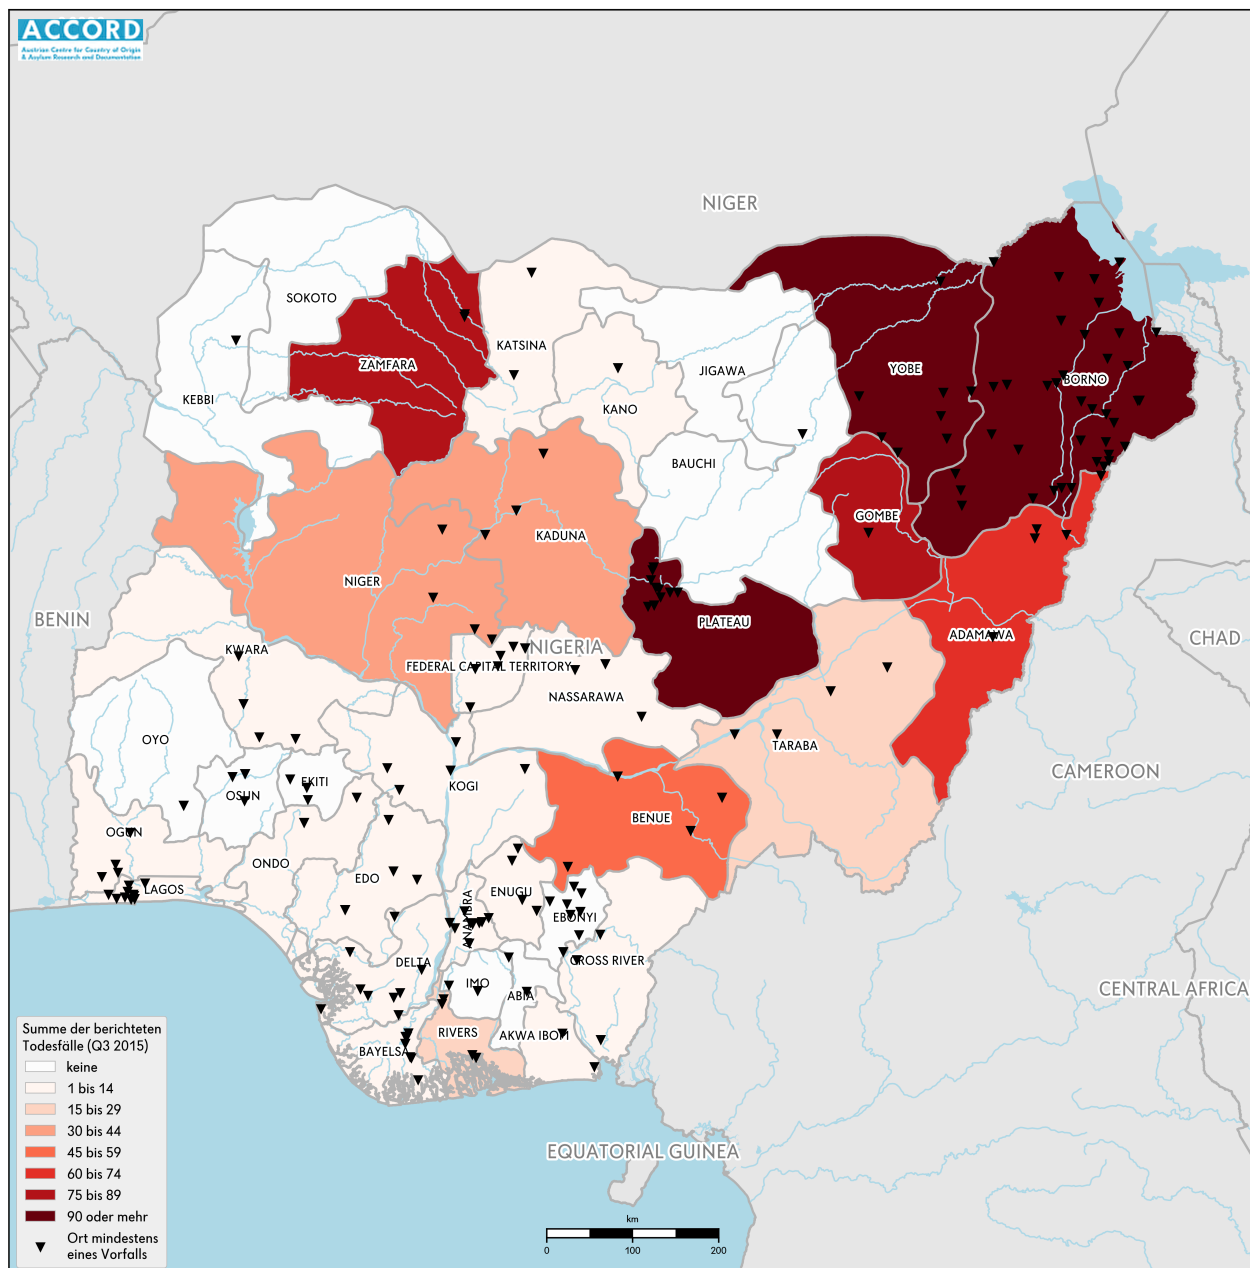 ACCORD
Austrian Centre for Country of Origin
& Asylum Research and Documentation
NIGER
SOKOTO
KATSINA
ZAMFARA
JIGAWA
YOBE
BORNO
KEBBI
KANO
BAUCHI
GOMBE
KADUNA
NIGER
BENIN
PLATEAU
ADAMAWA
CHAD
KWARA
NIGERIA
FEDERAL CAPITAL TERRITORY
NASSARAWA
OYO
TARABA
CAMEROON
EKITI
KOGI
OSUN
BENUE
OGUN
ONDO
EDO
LAGOS
ENUGU
ANAMBRA
EBONYI
DELTA
CROSS RIVER
IMO
ABIA
CENTRAL AFRICA
RIVERS
AKWA IBOM
BAYELSA
EQUATORIAL GUINEA
Summe der berichteten
Todesfälle (Q3 2015)
keine
1 bis 14
15 bis 29
30 bis 44
45 bis 59
60 bis 74
75 bis 89
90 oder mehr
Ort mindestens
eines Vorfalls
km
0 100 200